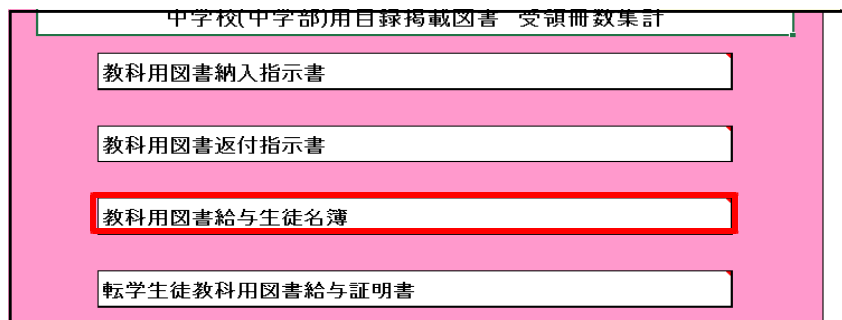 中学校(中学部)用目録掲載図書 受領冊数集計
教科用図書納入指示書
教科用図書返付指示書
教科用図書給与生徒名簿
転学生徒教科用図書給与証明書